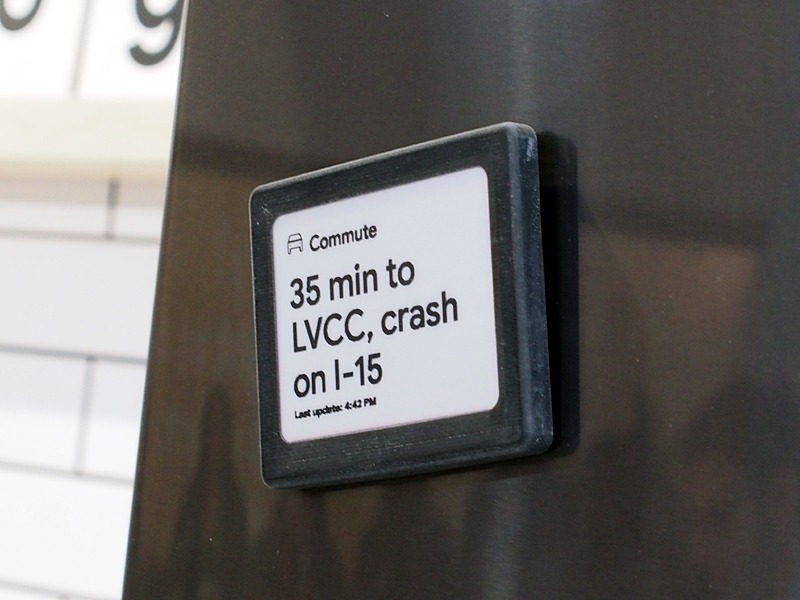 Commute
35 min to
LVCC, crash
on I-15
Last update: 4:42 PM